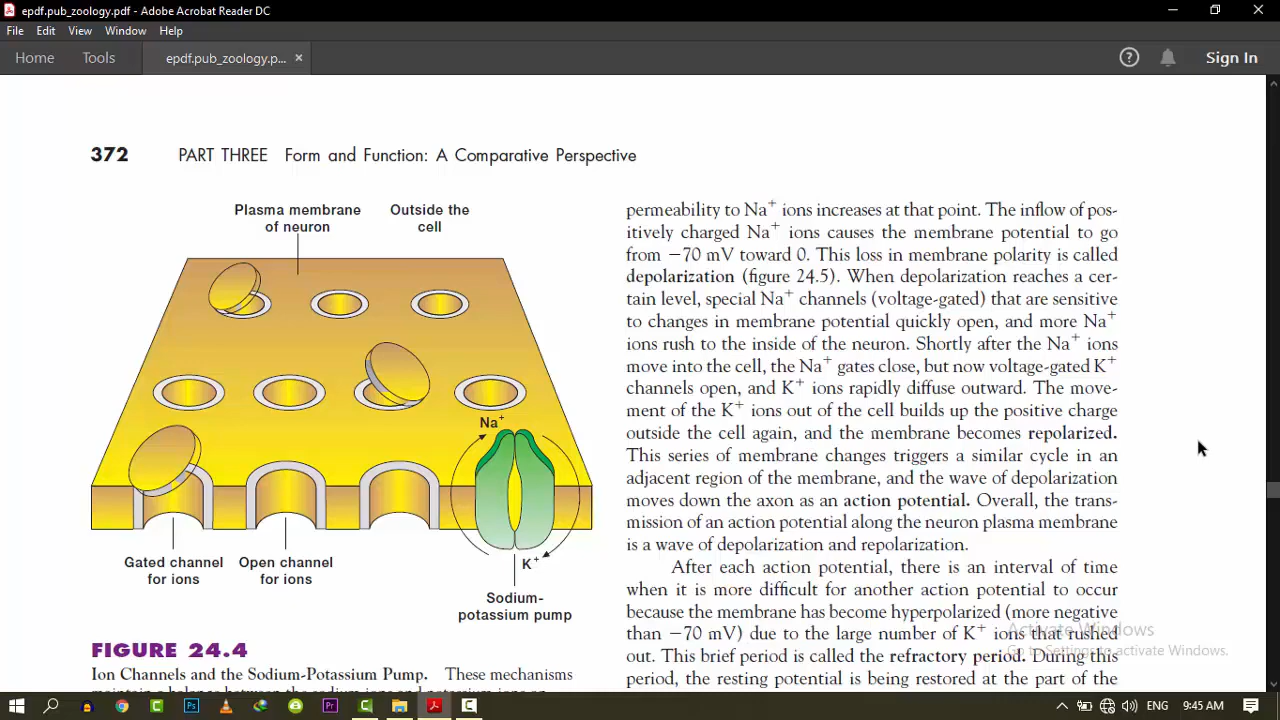 epdf.pub_zoology.pdf - Adobe Acrobat Reader DC
File Edit View Window Help
Home Tools epdf.pub_zoology.p... × Sign In
372 PART THREE Form and Function: A Comparative Perspective
Plasma membrane
of neuron
Outside the
cell
Na+
K+
Gated channel
for ions
Open channel
for ions
Sodium-
potassium pump
FIGURE 24.4
Ion Channels and the Sodium-Potassium Pump. These mechanisms
maintain a balance between the sodium ions and potassium ions on
permeability to Na+ ions increases at that point. The inflow of pos-
itively charged Na+ ions causes the membrane potential to go
from −70 mV toward 0. This loss in membrane polarity is called
depolarization (figure 24.5). When depolarization reaches a cer-
tain level, special Na+ channels (voltage-gated) that are sensitive
to changes in membrane potential quickly open, and more Na+
ions rush to the inside of the neuron. Shortly after the Na+ ions
move into the cell, the Na+ gates close, but now voltage-gated K+
channels open, and K+ ions rapidly diffuse outward. The move-
ment of the K+ ions out of the cell builds up the positive charge
outside the cell again, and the membrane becomes repolarized.
This series of membrane changes triggers a similar cycle in an
adjacent region of the membrane, and the wave of depolarization
moves down the axon as an action potential. Overall, the trans-
mission of an action potential along the neuron plasma membrane
is a wave of depolarization and repolarization.
After each action potential, there is an interval of time
when it is more difficult for another action potential to occur
because the membrane has become hyperpolarized (more negative
than −70 mV) due to the large number of K+ ions that rushed
out. This brief period is called the refractory period. During this
period, the resting potential is being restored at the part of the
Activate Windows
Go to Settings to activate Windows.
9:45 AM